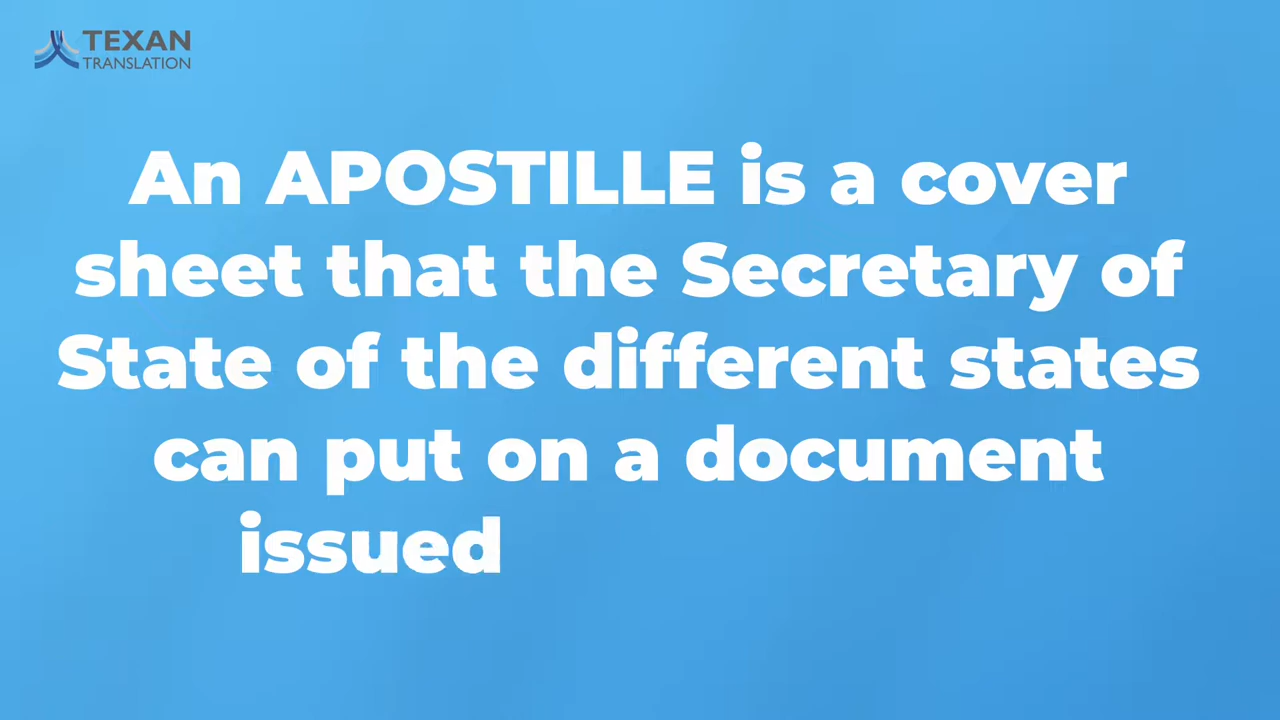 TEXAN
TRANSLATION
An APOSTILLE is a cover
sheet that the Secretary of
State of the different states
can put on a document
issued